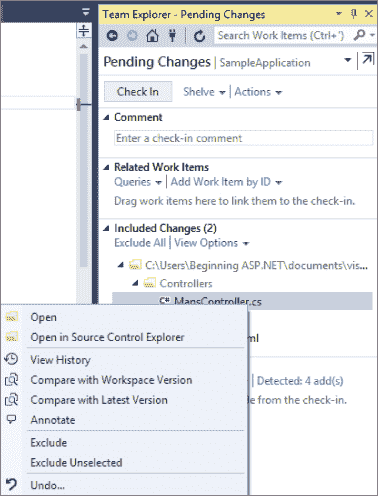 Team Explorer - Pending Changes
Search Work Items (Ctrl+')
Pending Changes | SampleApplication
Check In Shelve Actions
Comment
Enter a check-in comment
Related Work Items
Queries | Add Work Item by ID
Drag work items here to link them to the check-in.
Included Changes (2)
Exclude All | View Options
C:\Users\Beginning ASP.NET\documents\vis...
Controllers
C# MapsController.cs
Open
ml
Open in Source Control Explorer
View History
Compare with Workspace Version
Detected: 4 add(s)
Compare with Latest Version
from the check-in.
Annotate
Exclude
Exclude Unselected
Undo...